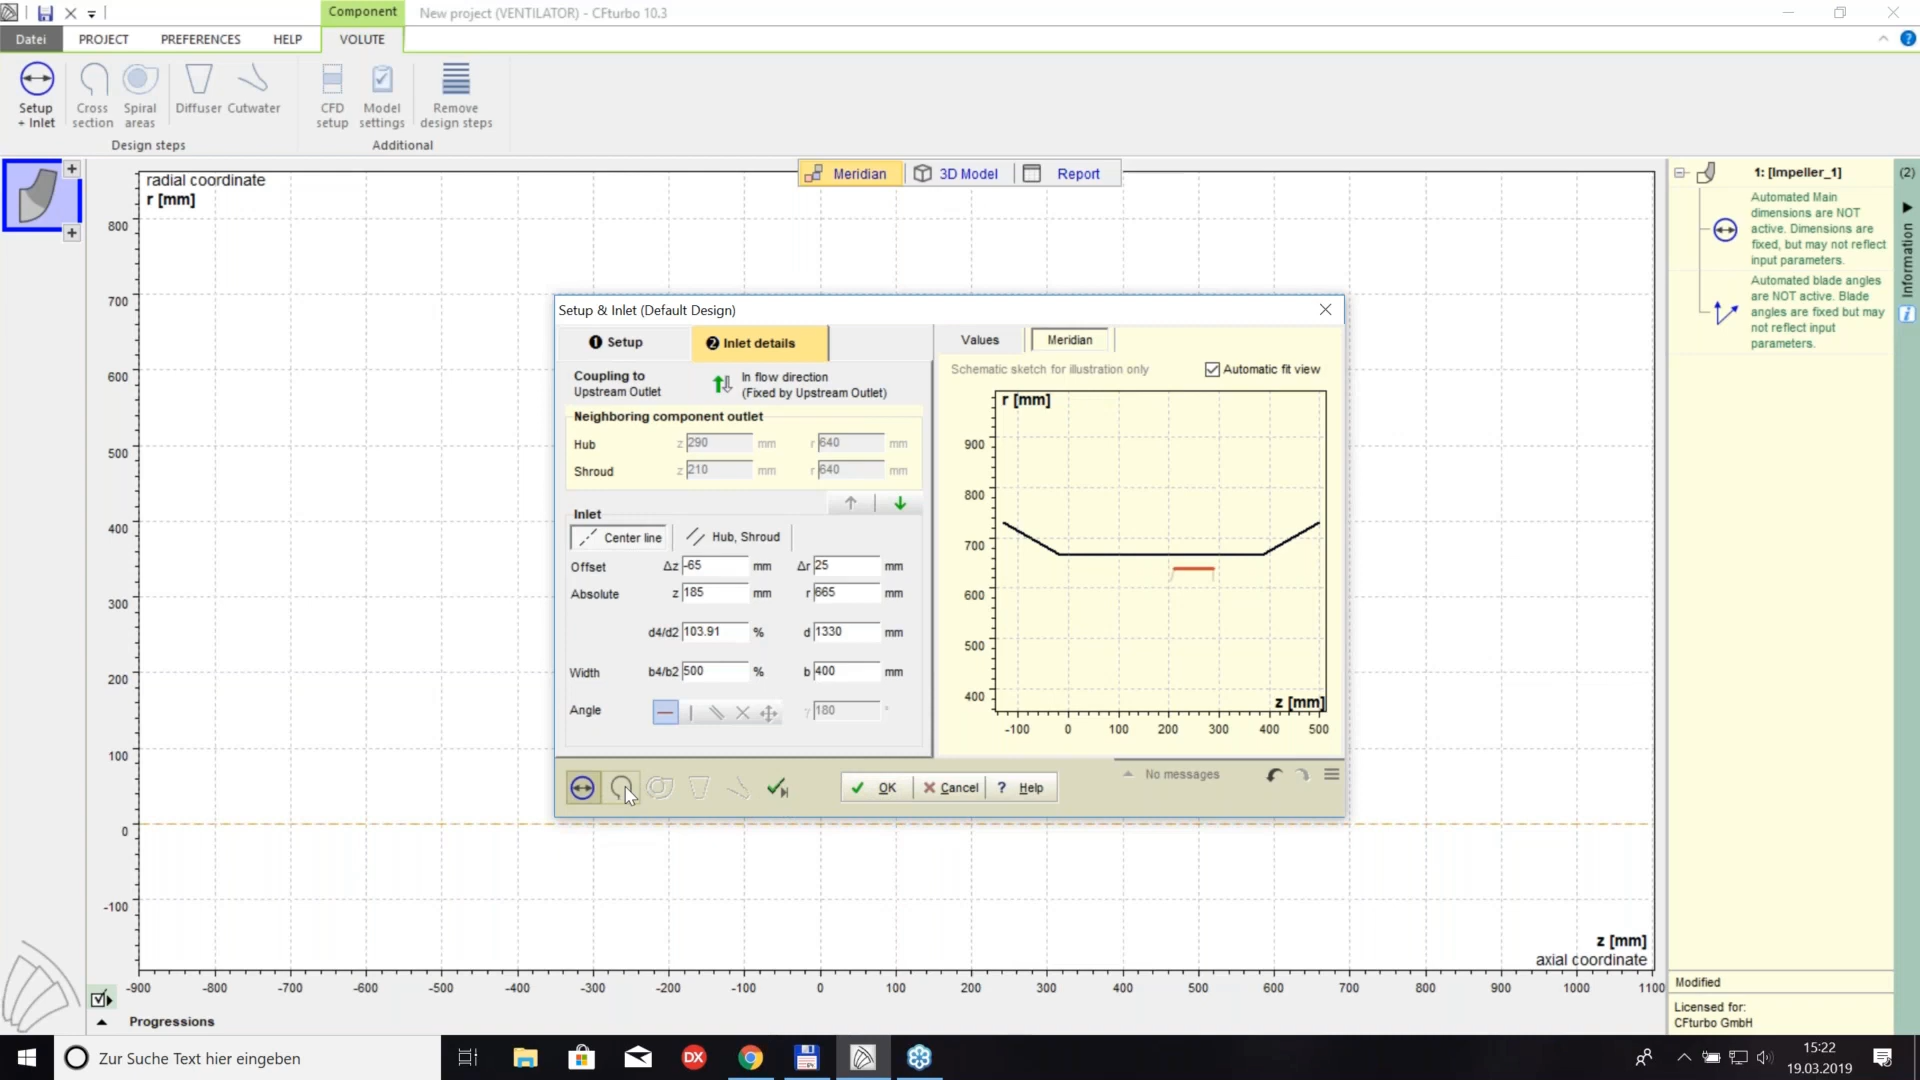 Component
New project (VENTILATOR) - CFturbo 10.3
Datei
PROJECT
PREFERENCES
HELP
VOLUTE
?
Setup
+ Inlet
Cross
section
Spiral
areas
Diffuser
Cutwater
CFD
setup
Model
settings
Remove
design steps
Design steps
Additional
Meridian
3D Model
Report
radial coordinate
r [mm]
800
700
600
500
400
300
200
100
0
-100
-900
-800
-700
-600
-500
-400
-300
-200
-100
0
100
200
300
400
500
600
700
800
900
1000
1100
z [mm]
axial coordinate
Progressions
Setup & Inlet (Default Design)
1 Setup
2 Inlet details
Coupling to
Upstream Outlet
In flow direction
(Fixed by Upstream Outlet)
Neighboring component outlet
Hub
z 290 mm
r 640 mm
Shroud
z 210 mm
r 640 mm
Inlet
Center line
Hub, Shroud
Offset
Δz -65 mm
Δr 25 mm
Absolute
z 185 mm
r 665 mm
d4/d2 103.91 %
d 1330 mm
Width
b4/b2 500 %
b 400 mm
Angle
γ 180 °
Values
Meridian
Schematic sketch for illustration only
Automatic fit view
r [mm]
900
800
700
600
500
400
z [mm]
-100
0
100
200
300
400
500
OK
Cancel
? Help
No messages
1: [Impeller_1]
Automated Main
dimensions are NOT
active. Dimensions are
fixed, but may not reflect
input parameters.
Automated blade angles
are NOT active. Blade
angles are fixed but may
not reflect input
parameters.
(2)
Information
i
Modified
Licensed for:
CFturbo GmbH
Zur Suche Text hier eingeben
DX
15:22
19.03.2019